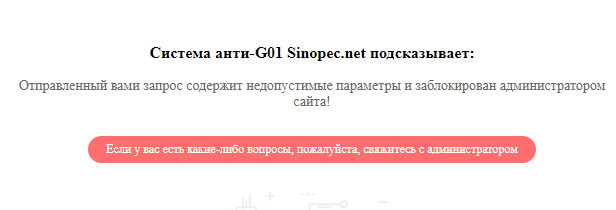 Система анти-G01 Sinopec.net подсказывает:
Отправленный вами запрос содержит недопустимые параметры и заблокирован администратором
сайта!
Если у вас есть какие-либо вопросы, пожалуйста, свяжитесь с администратором